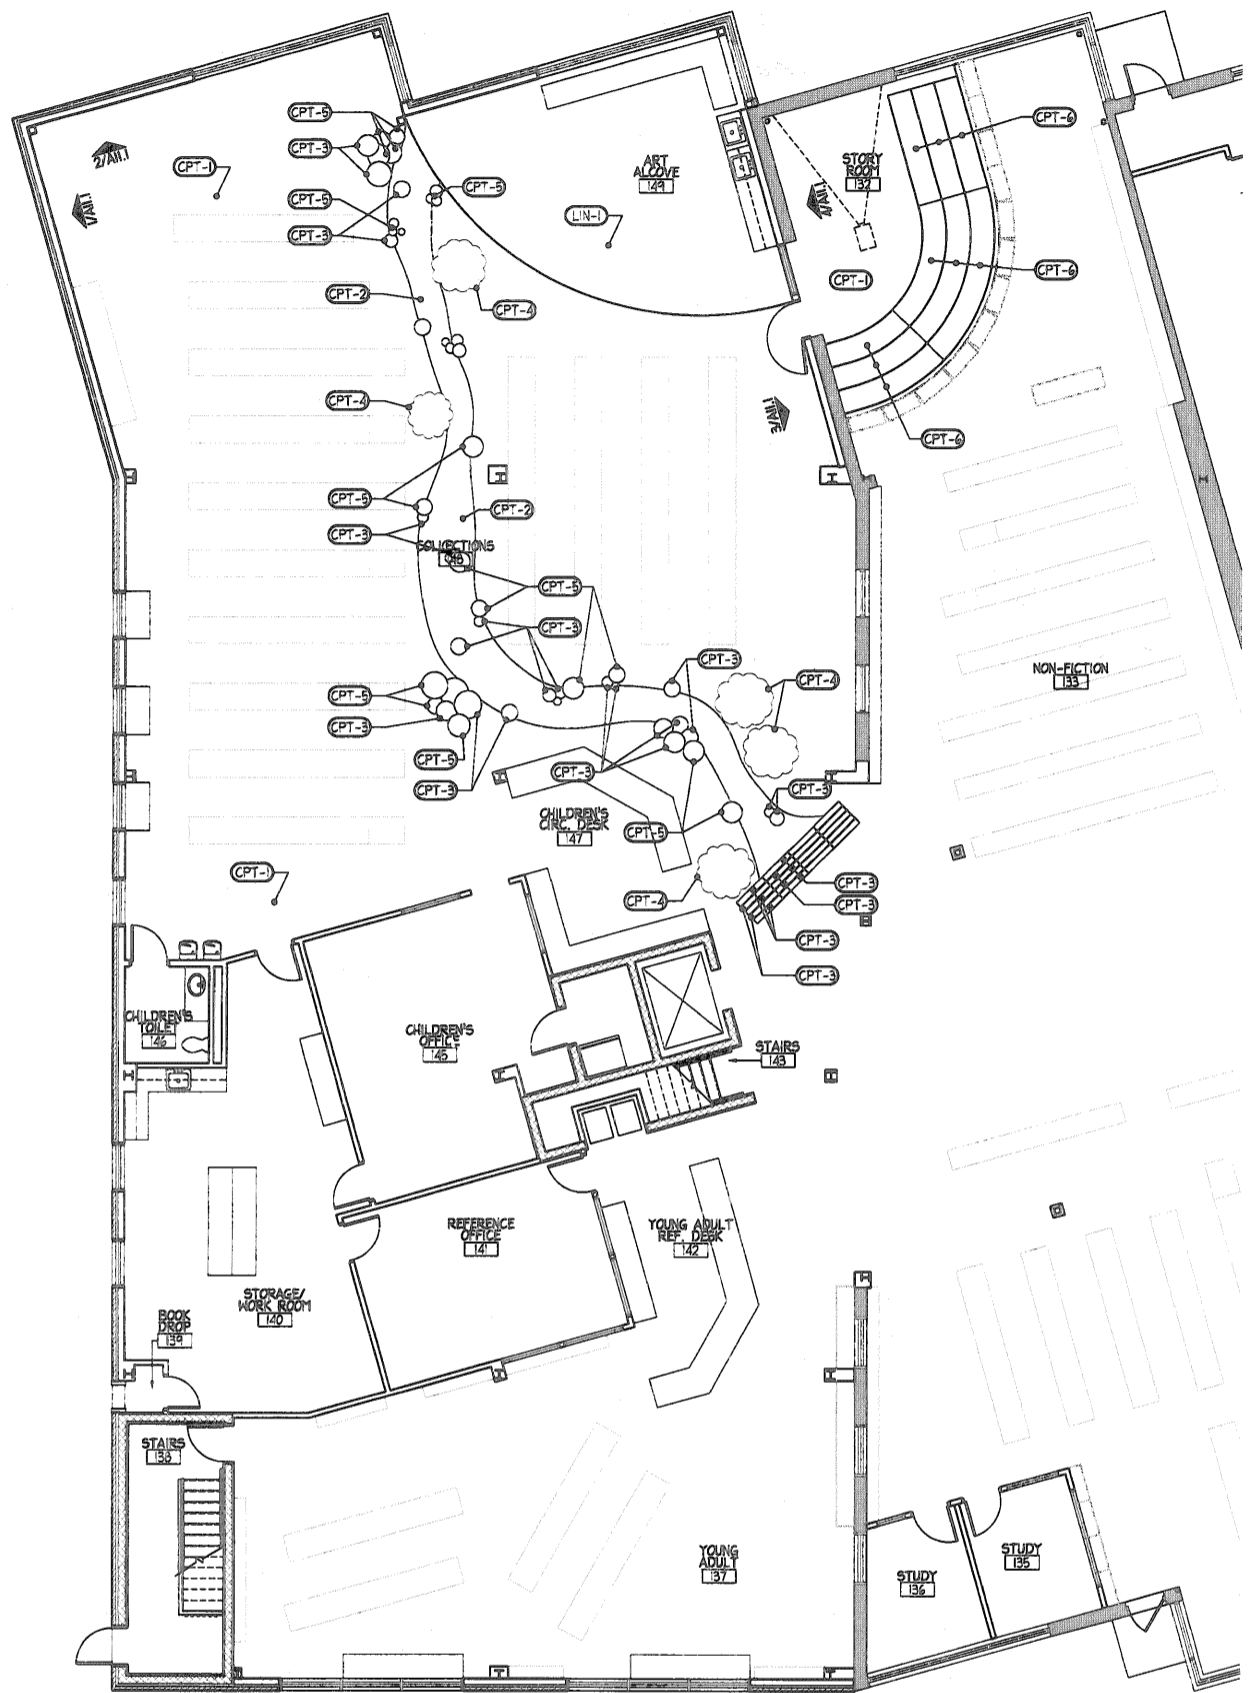 CPT-5
CPT-3
2/A11.1
CPT-1
1/A11.1
CPT-5
CPT-3
CPT-5
ART
ALCOVE
149
LIN-1
STORY
ROOM
132
4/A11.1
CPT-6
CPT-6
CPT-1
CPT-2
CPT-4
CPT-4
3/A11.1
CPT-6
CPT-5
CPT-2
CPT-3
COLLECTIONS
148
CPT-5
CPT-3
CPT-3
CPT-4
NON-FICTION
133
CPT-5
CPT-3
CPT-5
CPT-3
CPT-3
CPT-3
CHILDREN'S
CIRC. DESK
147
CPT-5
CPT-1
CPT-4
CPT-3
CPT-3
CPT-3
CPT-3
CHILDREN'S
TOILET
146
CHILDREN'S
OFFICE
145
STAIRS
143
REFERENCE
OFFICE
141
YOUNG ADULT
REF. DESK
142
STORAGE/
WORK ROOM
140
BOOK
DROP
139
STAIRS
138
YOUNG
ADULT
137
STUDY
136
STUDY
135